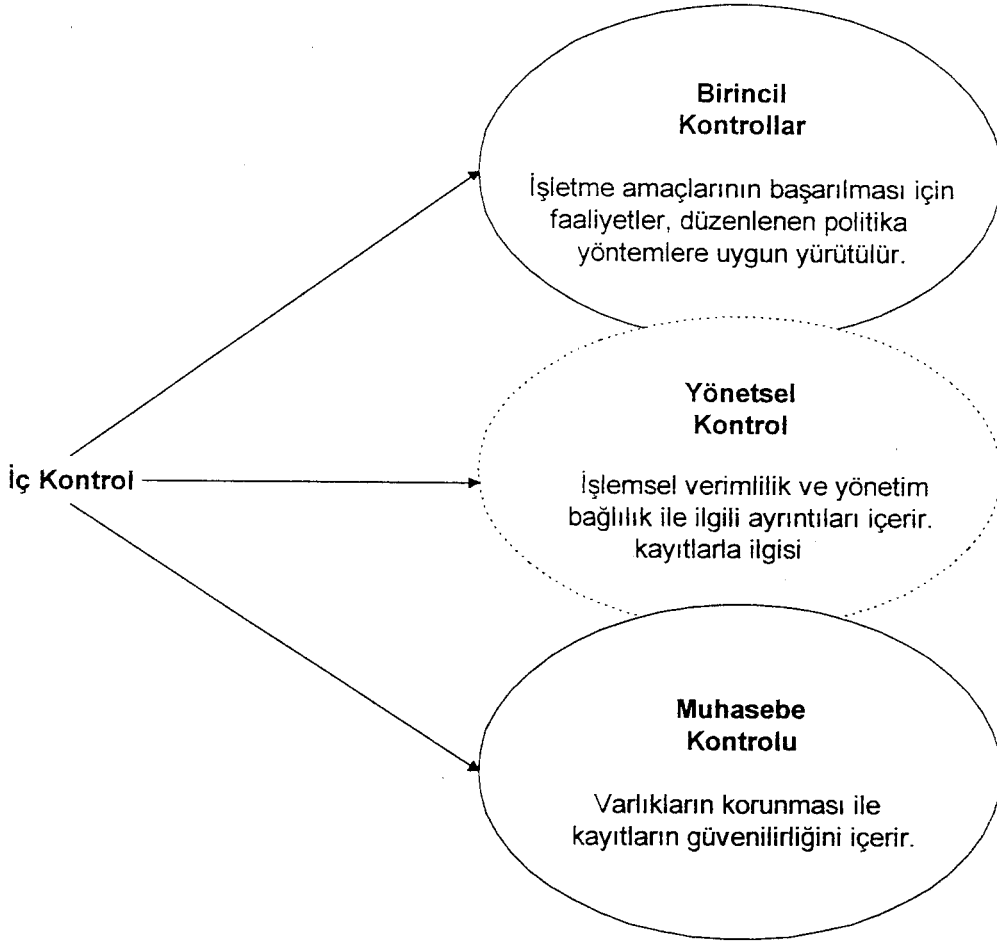 Birincil
Kontrollar
İşletme amaçlarının başarılması için
faaliyetler, düzenlenen politika
yöntemlere uygun yürütülür.
Yönetsel
Kontrol
İç Kontrol
İşlemsel verimlilik ve yönetim
bağlılık ile ilgili ayrıntıları içerir.
kayıtlarla ilgisi
Muhasebe
Kontrolu
Varlıkların korunması ile
kayıtların güvenilirliğini içerir.